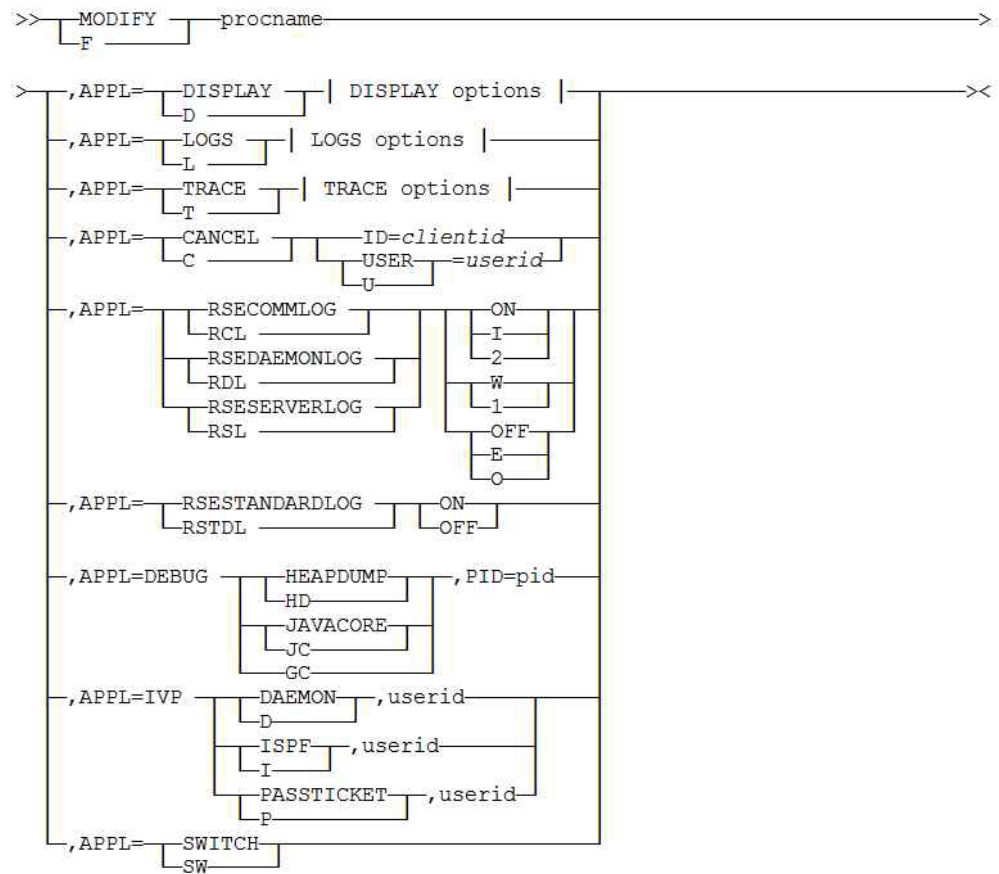 >> MODIFY procname >
F
> ,APPL= DISPLAY | DISPLAY options | ><
D
,APPL= LOGS | LOGS options |
L
,APPL= TRACE | TRACE options |
T
,APPL= CANCEL ID=clientid
C USER =userid
U
,APPL= RSECOMMLOG ON
RCL I
RSEDAEMONLOG 2
RDL W
RSESERVERLOG 1
RSL OFF
E
O
,APPL= RSESTANDARDLOG ON
RSTDL OFF
,APPL=DEBUG HEAPDUMP ,PID=pid
HD
JAVACORE
JC
GC
,APPL=IVP DAEMON ,userid
D
ISPF ,userid
I
PASSTICKET ,userid
P
,APPL= SWITCH
SW